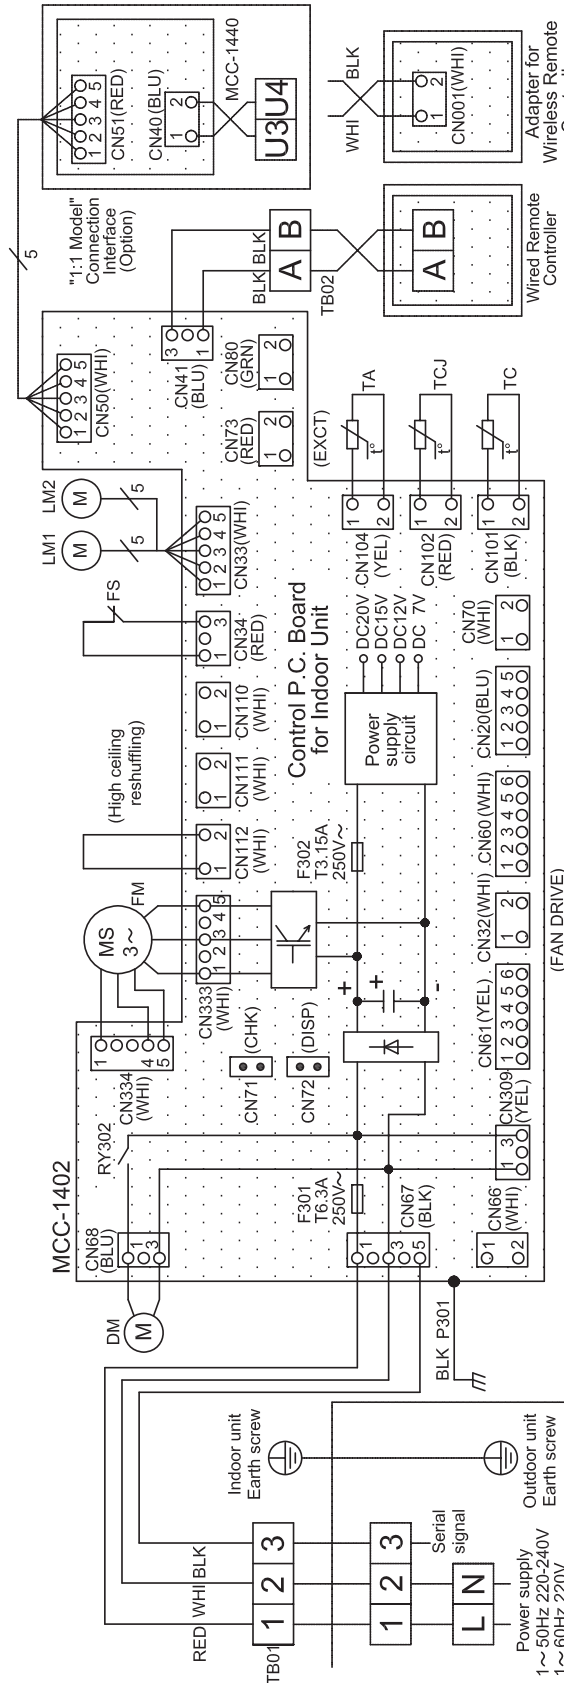 MCC-1402
Control P.C. Board
for Indoor Unit
DM
M
CN68
(BLU)
1
3
RY302
CN334
(WHI)
1
4
5
MS
3~
FM
CN333
(WHI)
1
2
3
4
5
(High ceiling
reshuffling)
CN112
(WHI)
1
2
CN111
(WHI)
1
2
CN110
(WHI)
1
2
FS
CN34
(RED)
1
3
LM1
M
LM2
M
5
5
CN33(WHI)
1
2
3
4
5
CN50(WHI)
1
2
3
4
5
5
"1:1 Model"
Connection
Interface
(Option)
CN51(RED)
1
2
3
4
5
CN40(BLU)
1
2
MCC-1440
U3
U4
WHI
BLK
CN001(WHI)
1
2
Adapter for
Wireless Remote
CN41
(BLU)
3
1
BLK
BLK
A
B
TB02
A
B
Wired Remote
Controller
CN73
(RED)
1
2
CN80
(GRN)
1
2
(EXCT)
CN71
(CHK)
CN72
(DISP)
F301
T6.3A
250V~
F302
T3.15A
250V~
+
+
-
Power
supply
circuit
DC20V
DC15V
DC12V
DC 7V
CN104
(YEL)
1
2
t°
TA
CN102
(RED)
1
2
t°
TCJ
CN101
(BLK)
1
2
t°
TC
CN67
(BLK)
1
3
5
CN66
(WHI)
1
2
CN309
(YEL)
1
3
CN61(YEL)
1
2
3
4
5
6
CN32(WHI)
1
2
(FAN DRIVE)
CN60(WHI)
1
2
3
4
5
6
CN20(BLU)
1
2
3
4
5
CN70
(WHI)
1
2
BLK
P301
RED
WHI
BLK
TB01
1
2
3
1
2
3
Serial
signal
L
N
Power supply
1~ 50Hz 220-240V
1~ 60Hz 220V
Indoor unit
Earth screw
Outdoor unit
Earth screw